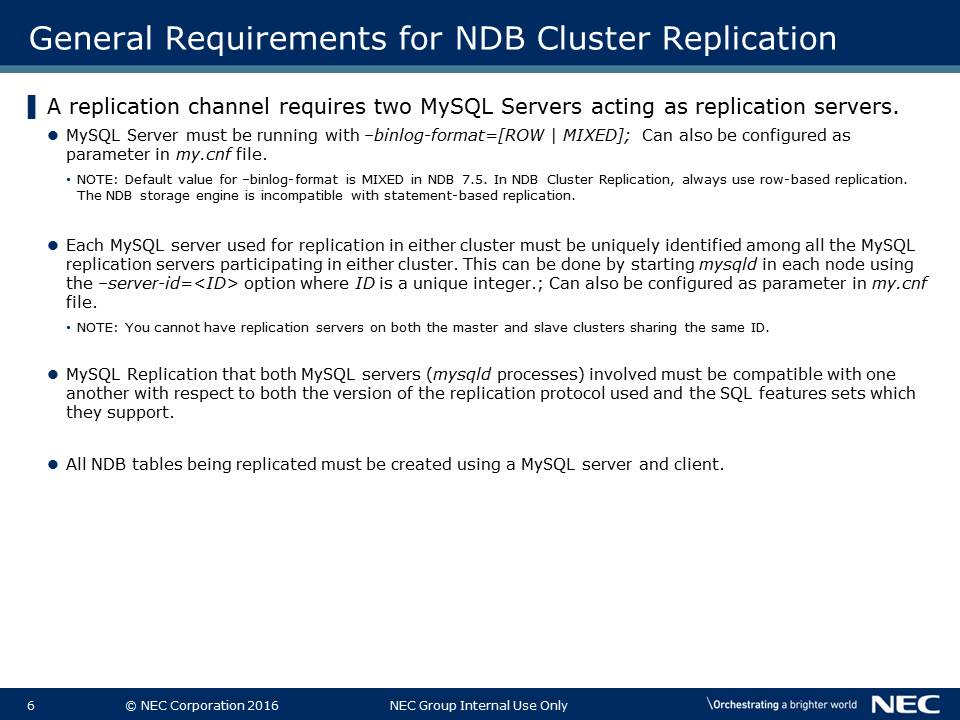 General Requirements for NDB Cluster Replication
A replication channel requires two MySQL Servers acting as replication servers.
MySQL Server must be running with –binlog-format=[ROW | MIXED];  Can also be configured as
parameter in my.cnf file.
• NOTE: Default value for –binlog-format is MIXED in NDB 7.5. In NDB Cluster Replication, always use row-based replication.
The NDB storage engine is incompatible with statement-based replication.
Each MySQL server used for replication in either cluster must be uniquely identified among all the MySQL
replication servers participating in either cluster. This can be done by starting mysqld in each node using
the –server-id=<ID> option where ID is a unique integer.; Can also be configured as parameter in my.cnf
file.
• NOTE: You cannot have replication servers on both the master and slave clusters sharing the same ID.
MySQL Replication that both MySQL servers (mysqld processes) involved must be compatible with one
another with respect to both the version of the replication protocol used and the SQL features sets which
they support.
All NDB tables being replicated must be created using a MySQL server and client.
6 © NEC Corporation 2016 NEC Group Internal Use Only \Orchestrating a brighter world NEC